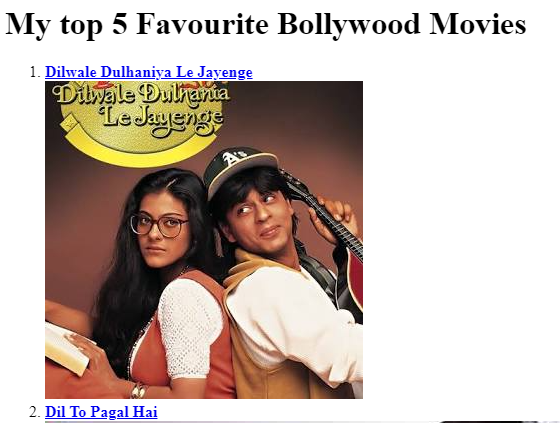 My top 5 Favourite Bollywood Movies
1. Dilwale Dulhaniya Le Jayenge
Dilwale Dulhania
Le Jayenge
A's
2. Dil To Pagal Hai